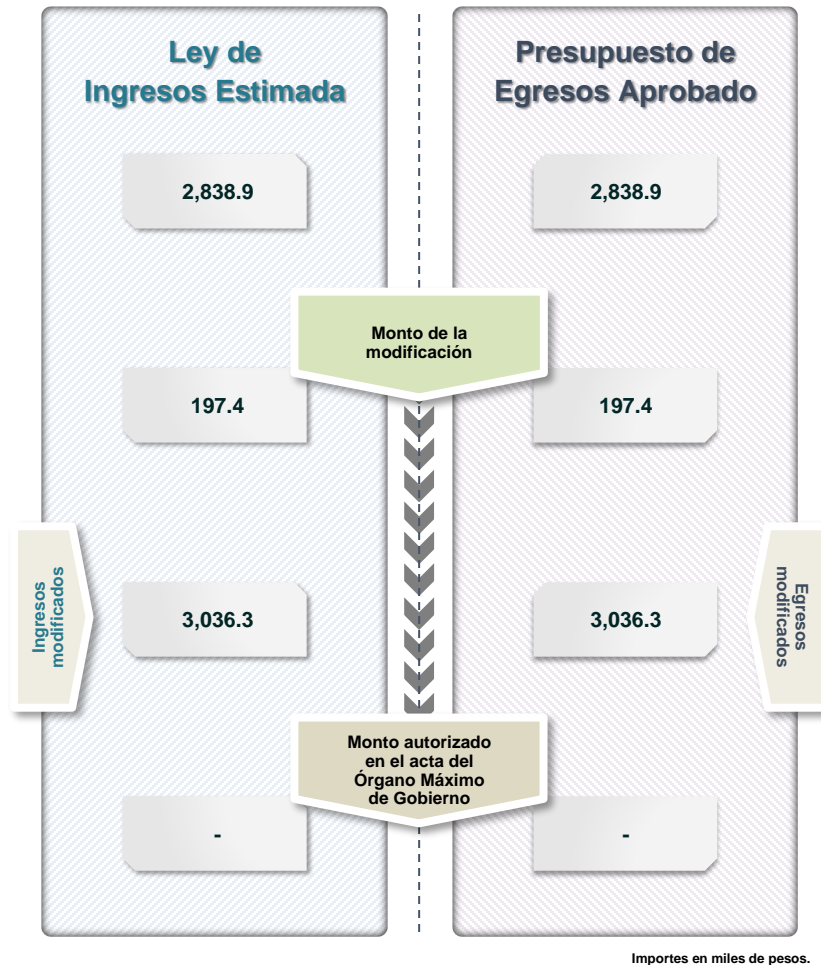 Ley de
Ingresos Estimada
Presupuesto de
Egresos Aprobado
2,838.9
2,838.9
Monto de la
modificación
197.4
197.4
Ingresos
modificados
3,036.3
3,036.3
Egresos
modificados
Monto autorizado
en el acta del
Órgano Máximo
de Gobierno
-
-
Importes en miles de pesos.